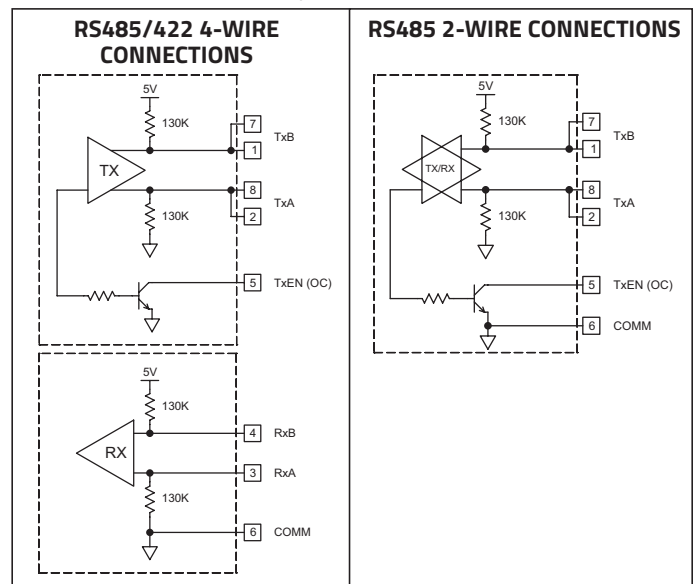 RS485/422 4-WIRE
CONNECTIONS
5V
130K
7
TxB
1
TX
8
TxA
130K
2
5 TxEN (OC)
5V
130K
4 RxB
RX
3 RxA
130K
6 COMM
RS485 2-WIRE CONNECTIONS
5V
130K
7
TxB
1
TX/RX
8
TxA
130K
2
5 TxEN (OC)
6 COMM